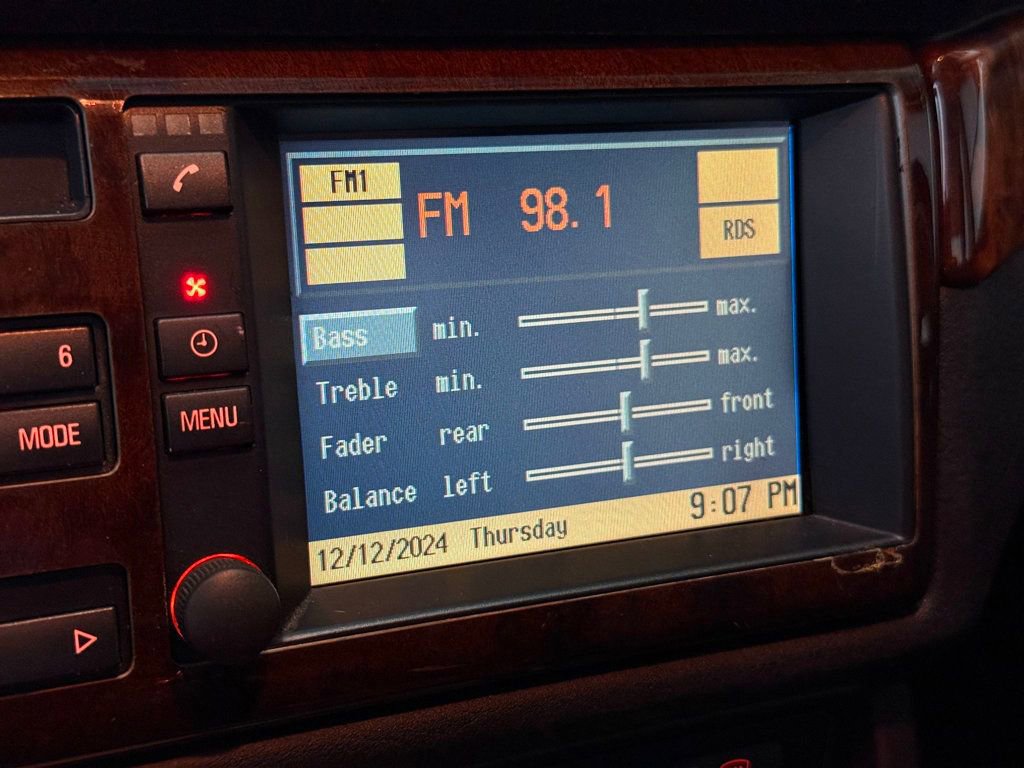 FM1
FM 98.1
RDS
Bass min. max.
Treble min. max.
Fader rear front
Balance left right
12/12/2024 Thursday 9:07 PM
6
MODE
MENU